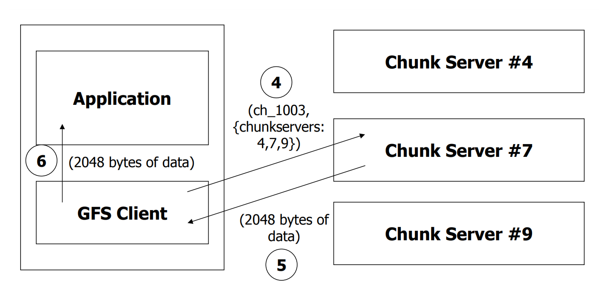 Application
6
(2048 bytes of data)
GFS Client
4
(ch_1003,
{chunkservers:
4,7,9})
(2048 bytes of
data)
5
Chunk Server #4
Chunk Server #7
Chunk Server #9